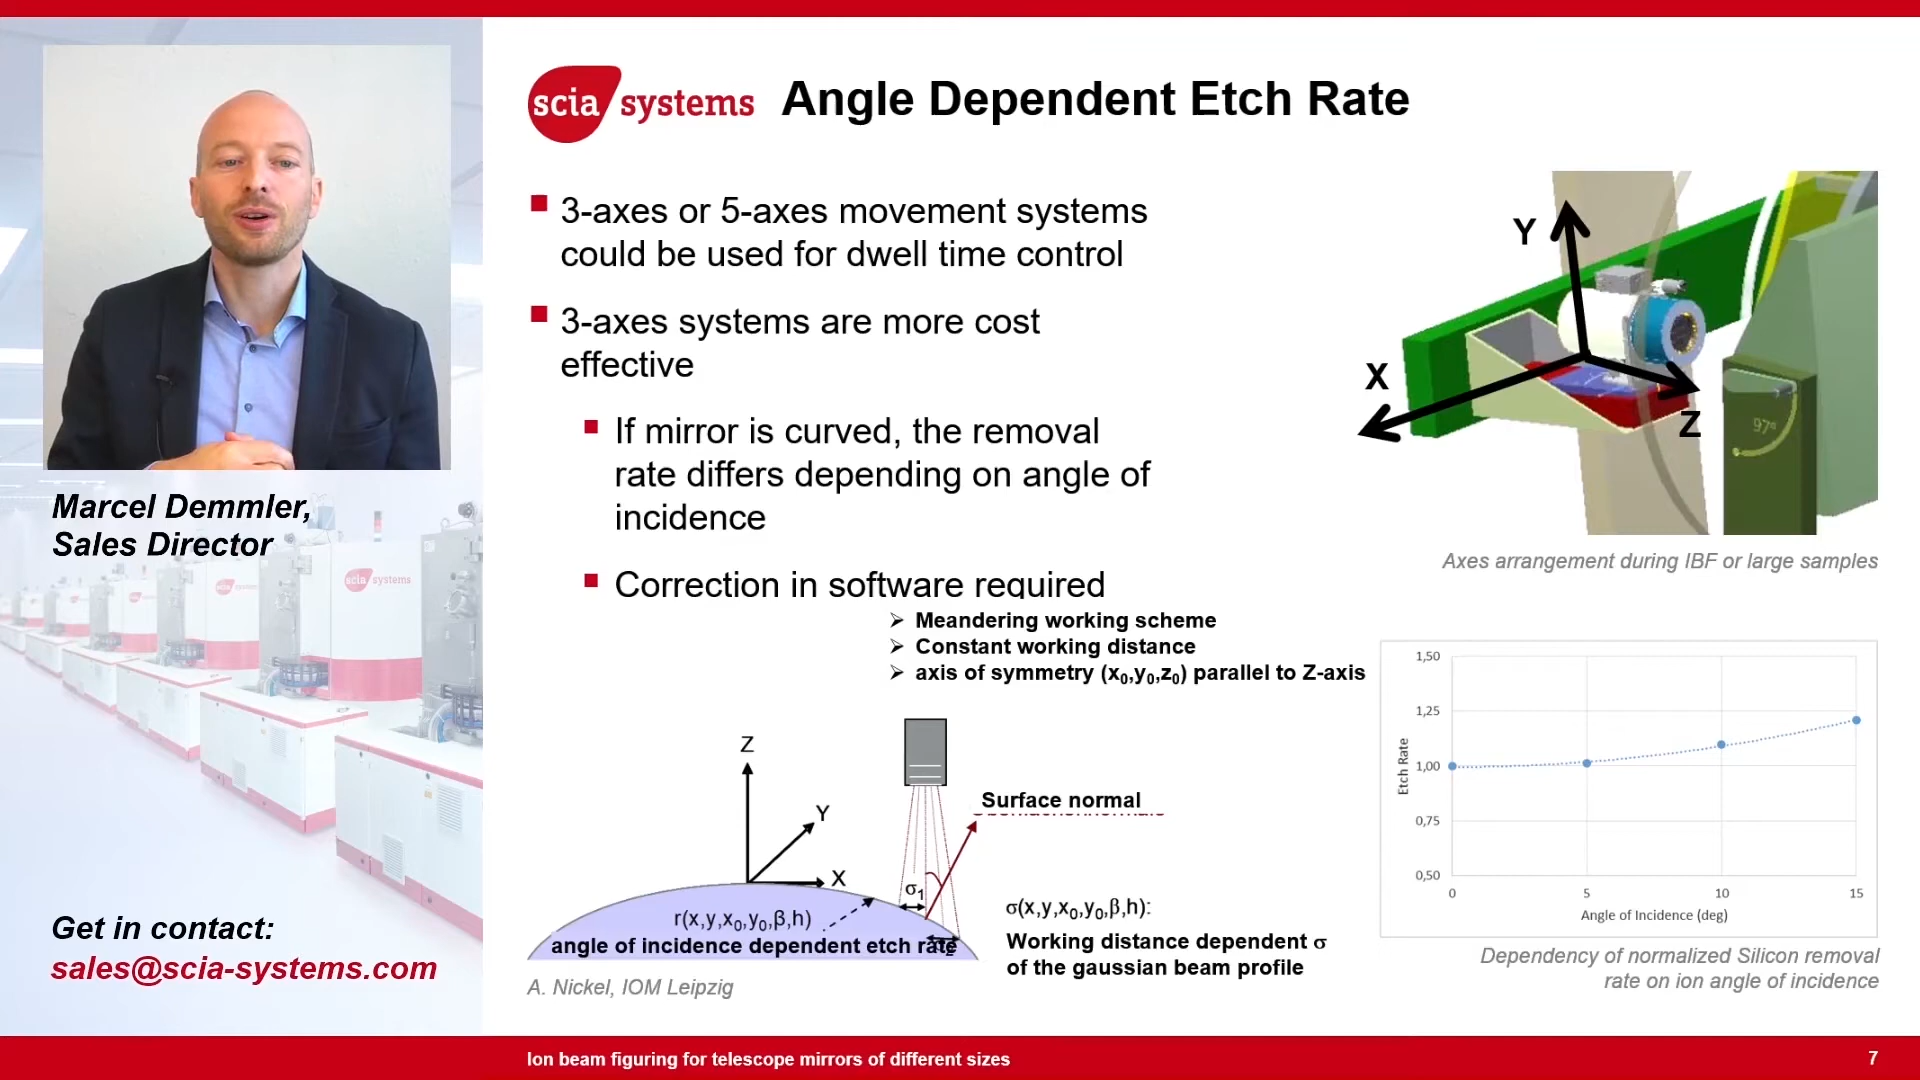 scia systems
Angle Dependent Etch Rate
3-axes or 5-axes movement systems
could be used for dwell time control
3-axes systems are more cost
effective
If mirror is curved, the removal
rate differs depending on angle of
incidence
Correction in software required
Meandering working scheme
Constant working distance
axis of symmetry (x₀,y₀,z₀) parallel to Z-axis
Y
X
Z
97°
Axes arrangement during IBF or large samples
Marcel Demmler,
Sales Director
scia systems
Get in contact:
sales@scia-systems.com
Z
Y
X
Surface normal
σ₁
r(x,y,x₀,y₀,β,h)
angle of incidence dependent etch rate
σ(x,y,x₀,y₀,β,h):
Working distance dependent σ
of the gaussian beam profile
A. Nickel, IOM Leipzig
1,50
1,25
1,00
0,75
0,50
Etch Rate
0 5 10 15
Angle of Incidence (deg)
Dependency of normalized Silicon removal
rate on ion angle of incidence
Ion beam figuring for telescope mirrors of different sizes
7